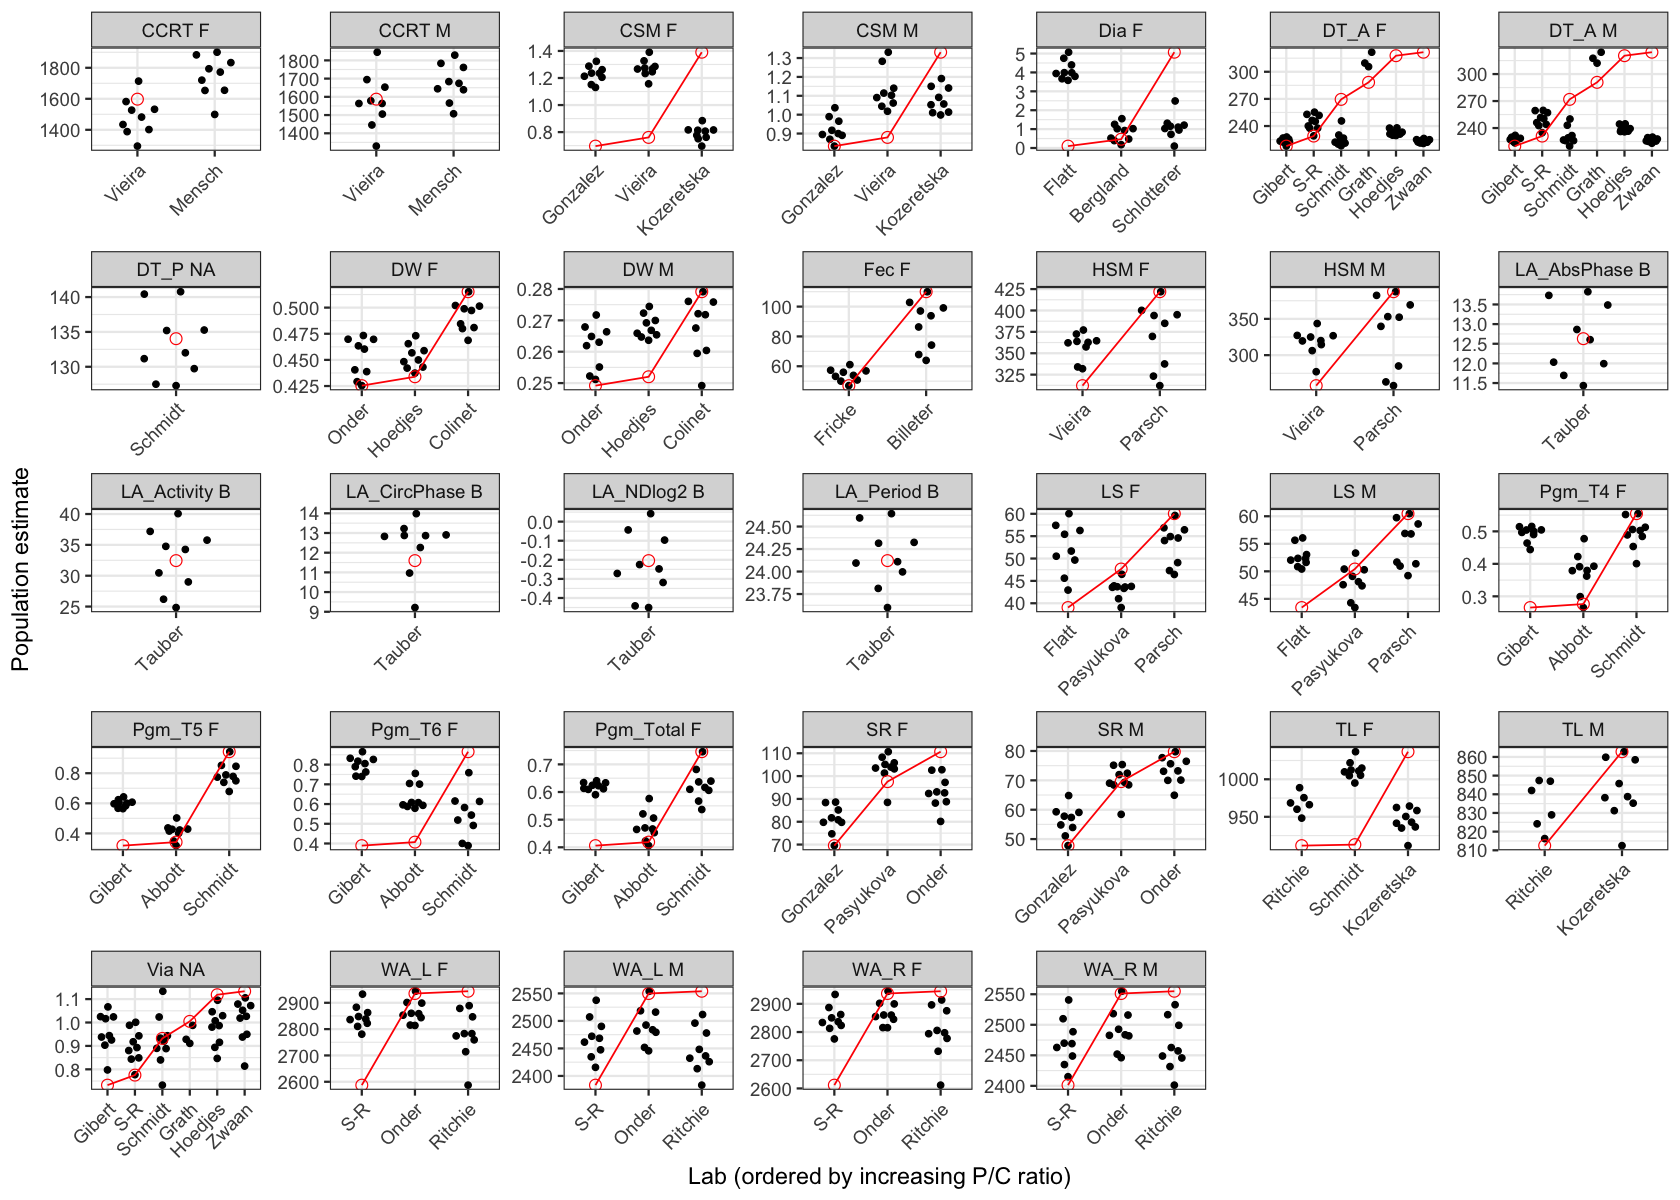 CCRT F CCRT M CSM F CSM M Dia F DT_A F DT_A M
1800 1600 1400
1800 1700 1600 1500 1400
1.4 1.2 1.0 0.8
1.3 1.2 1.1 1.0 0.9
5 4 3 2 1 0
300 270 240
300 270 240
Vieira Mensch
Vieira Mensch
Gonzalez Vieira Kozeretska
Gonzalez Vieira Kozeretska
Flatt Bergland Schlotterer
Gibert S-R Schmidt Grath Hoedjes Zwaan
Gibert S-R Schmidt Grath Hoedjes Zwaan
DT_P NA DW F DW M Fec F HSM F HSM M LA_AbsPhase B
140 135 130
0.500 0.475 0.450 0.425
0.28 0.27 0.26 0.25
100 80 60
425 400 375 350 325
350 300
13.5 13.0 12.5 12.0 11.5
Schmidt
Onder Hoedjes Colinet
Onder Hoedjes Colinet
Fricke Billeter
Vieira Parsch
Vieira Parsch
Tauber
Population estimate
LA_Activity B LA_CircPhase B LA_NDlog2 B LA_Period B LS F LS M Pgm_T4 F
40 35 30 25
14 13 12 11 10 9
0.0 -0.1 -0.2 -0.3 -0.4
24.50 24.25 24.00 23.75
60 55 50 45 40
60 55 50 45
0.5 0.4 0.3
Tauber
Tauber
Tauber
Tauber
Flatt Pasyukova Parsch
Flatt Pasyukova Parsch
Gibert Abbott Schmidt
Pgm_T5 F Pgm_T6 F Pgm_Total F SR F SR M TL F TL M
0.8 0.6 0.4
0.8 0.7 0.6 0.5 0.4
0.7 0.6 0.5 0.4
110 100 90 80 70
80 70 60 50
1000 950
860 850 840 830 820 810
Gibert Abbott Schmidt
Gibert Abbott Schmidt
Gibert Abbott Schmidt
Gonzalez Pasyukova Onder
Gonzalez Pasyukova Onder
Ritchie Schmidt Kozeretska
Ritchie Kozeretska
Via NA WA_L F WA_L M WA_R F WA_R M
1.1 1.0 0.9 0.8
2900 2800 2700 2600
2550 2500 2450 2400
2900 2800 2700 2600
2550 2500 2450 2400
Gibert S-R Schmidt Grath Hoedjes Zwaan
S-R Onder Ritchie
S-R Onder Ritchie
S-R Onder Ritchie
S-R Onder Ritchie
Lab (ordered by increasing P/C ratio)